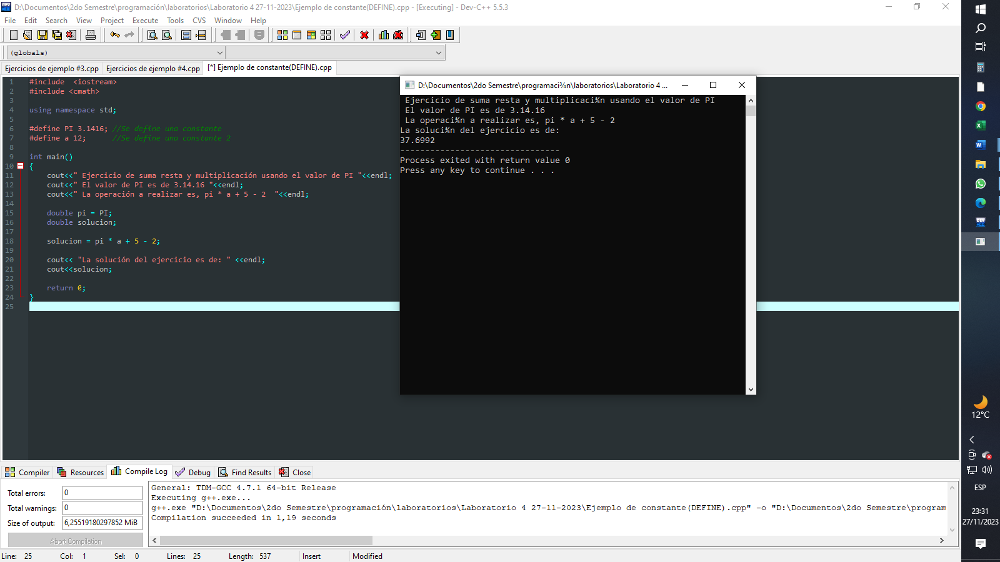 D:\Documentos\2do Semestre\programación\laboratorios\Laboratorio 4 27-11-2023\Ejemplo de constante(DEFINE).cpp - [Executing] - Dev-C++ 5.5.3
File Edit Search View Project Execute Tools CVS Window Help
(globals)
Ejercicios de ejemplo #3.cpp Ejercicios de ejemplo #4.cpp [*] Ejemplo de constante(DEFINE).cpp
1 #include  <iostream>
2 #include <cmath>
3
4 using namespace std;
5
6 #define PI 3.1416; //Se define una constante
7 #define a 12;      //Se define una constante 2
8
9 int main()
10 {
11     cout<<" Ejercicio de suma resta y multiplicación usando el valor de PI "<<endl;
12     cout<<" El valor de PI es de 3.14.16 "<<endl;
13     cout<<" La operación a realizar es, pi * a + 5 - 2  "<<endl;
14
15     double pi = PI;
16     double solucion;
17
18     solucion = pi * a + 5 - 2;
19
20     cout<< "La solución del ejercicio es de: " <<endl;
21     cout<<solucion;
22
23     return 0;
24 }
25
D:\Documentos\2do Semestre\programaci¾n\laboratorios\Laboratorio 4 ...
Ejercicio de suma resta y multiplicaci¾n usando el valor de PI
El valor de PI es de 3.14.16
La operaci¾n a realizar es, pi * a + 5 - 2
La soluci¾n del ejercicio es de:
37.6992
--------------------------------
Process exited with return value 0
Press any key to continue . . .
Compiler Resources Compile Log Debug Find Results Close
Total errors: 0
Total warnings: 0
Size of output: 6,25519180297852 MiB
Abort Compilation
General: TDM-GCC 4.7.1 64-bit Release
Executing g++.exe...
g++.exe "D:\Documentos\2do Semestre\programación\laboratorios\Laboratorio 4 27-11-2023\Ejemplo de constante(DEFINE).cpp" -o "D:\Documentos\2do Semestre\program
Compilation succeeded in 1,19 seconds
Line: 25 Col: 1 Sel: 0 Lines: 25 Length: 537 Insert Modified
12°C
ESP
23:31
27/11/2023